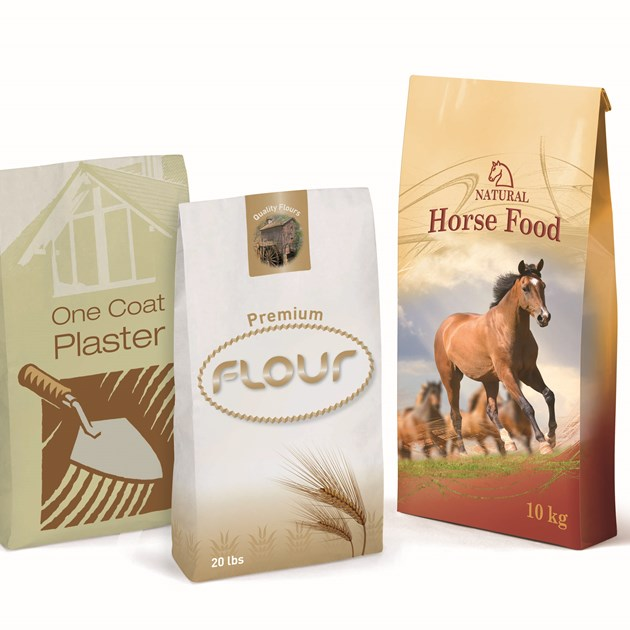 One Coat
Plaster
Quality Flours
Premium
FLOUR
20 lbs
NATURAL
Horse Food
10 kg